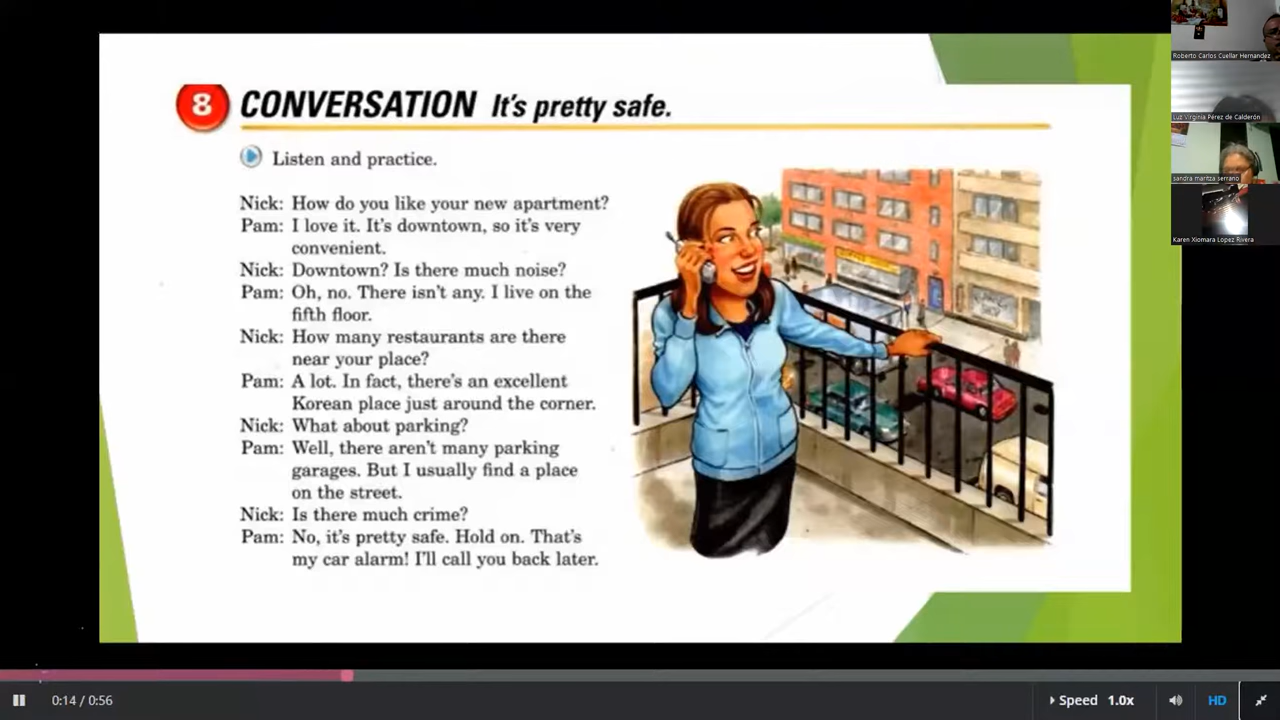 8 CONVERSATION It's pretty safe.
Listen and practice.
Nick: How do you like your new apartment?
Pam: I love it. It's downtown, so it's very
convenient.
Nick: Downtown? Is there much noise?
Pam: Oh, no. There isn't any. I live on the
fifth floor.
Nick: How many restaurants are there
near your place?
Pam: A lot. In fact, there's an excellent
Korean place just around the corner.
Nick: What about parking?
Pam: Well, there aren't many parking
garages. But I usually find a place
on the street.
Nick: Is there much crime?
Pam: No, it's pretty safe. Hold on. That's
my car alarm! I'll call you back later.
Roberto Carlos Cuellar Hernandez
Luz Virginia Pérez de Calderón
sandra maritza serrano
Karen Xiomara Lopez Rivera
0:14 / 0:56
Speed 1.0x
HD